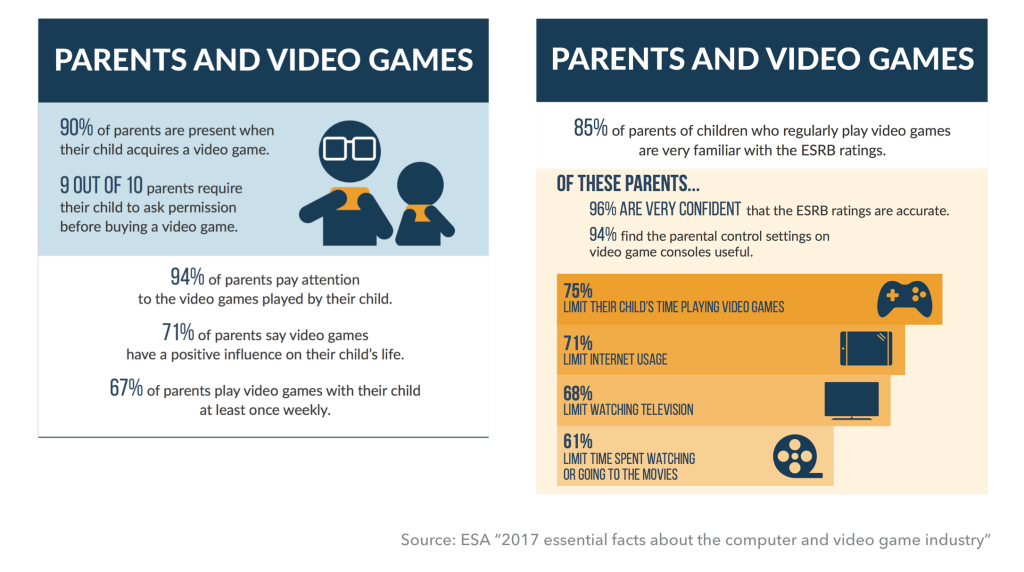 PARENTS AND VIDEO GAMES
90% of parents are present when
their child acquires a video game.
9 OUT OF 10 parents require
their child to ask permission
before buying a video game.
94% of parents pay attention
to the video games played by their child.
71% of parents say video games
have a positive influence on their child's life.
67% of parents play video games with their child
at least once weekly.
PARENTS AND VIDEO GAMES
85% of parents of children who regularly play video games
are very familiar with the ESRB ratings.
OF THESE PARENTS...
96% ARE VERY CONFIDENT that the ESRB ratings are accurate.
94% find the parental control settings on
video game consoles useful.
75%
LIMIT THEIR CHILD'S TIME PLAYING VIDEO GAMES
71%
LIMIT INTERNET USAGE
68%
LIMIT WATCHING TELEVISION
61%
LIMIT TIME SPENT WATCHING
OR GOING TO THE MOVIES
Source: ESA “2017 essential facts about the computer and video game industry”